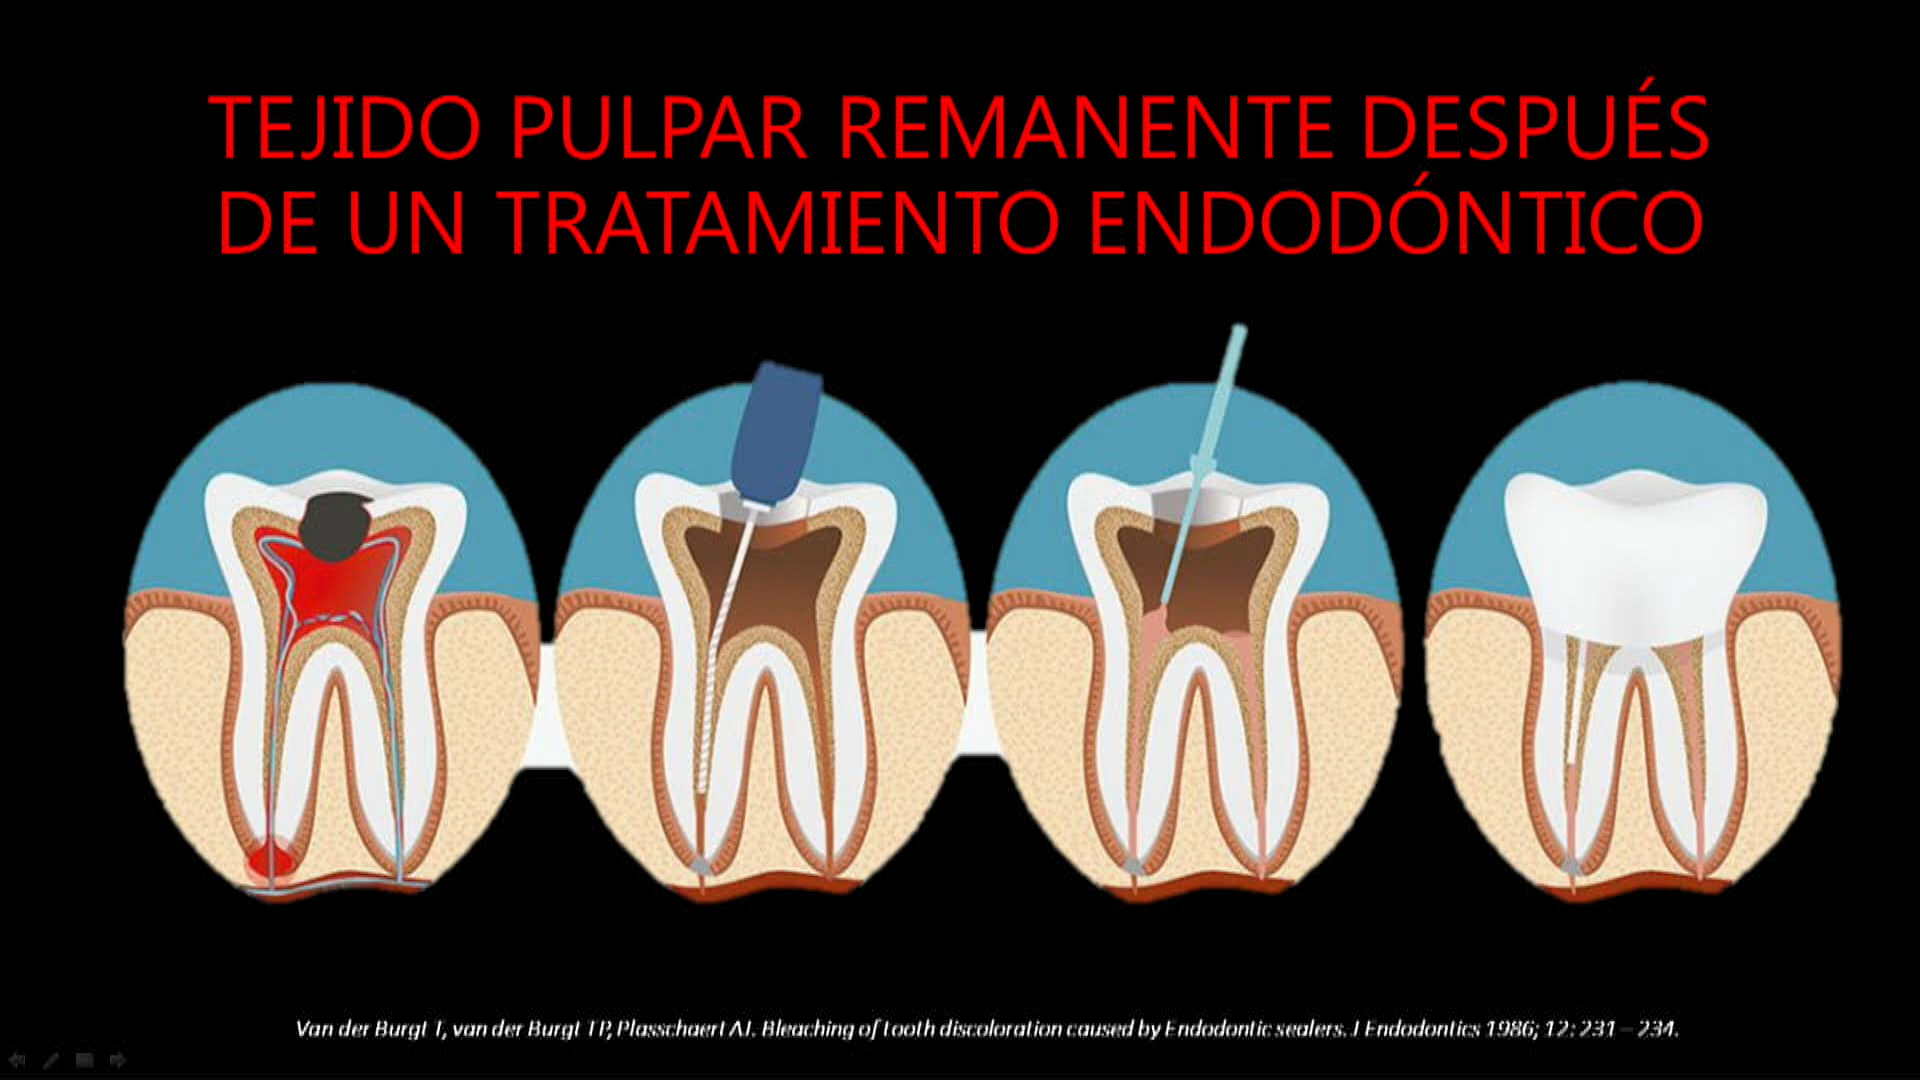 TEJIDO PULPAR REMANENTE DESPUÉS
DE UN TRATAMIENTO ENDODÓNTICO
Van der Burgt T, van der Burgt TP, Plasschaert AJ. Bleaching of tooth discoloration caused by Endodontic sealers. J Endodontics 1986; 12: 231 – 234.